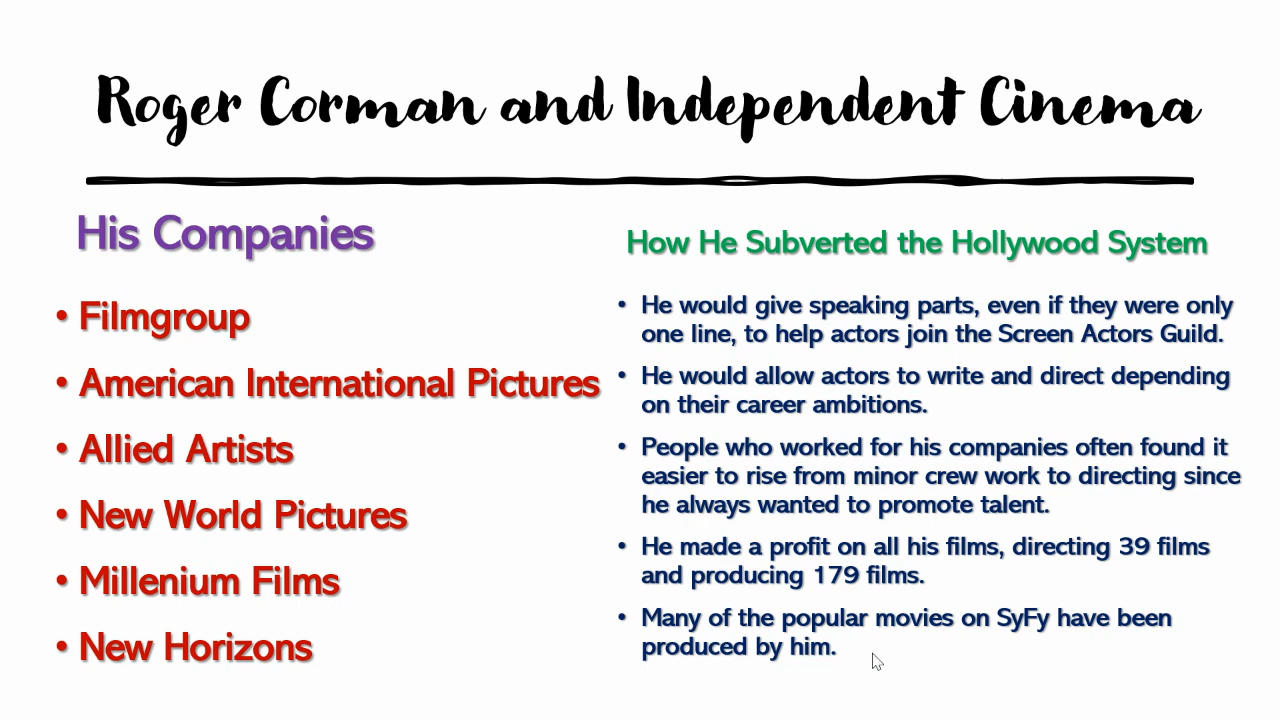 Roger Corman and Independent Cinema
His Companies
• Filmgroup
• American International Pictures
• Allied Artists
• New World Pictures
• Millenium Films
• New Horizons
How He Subverted the Hollywood System
• He would give speaking parts, even if they were only
one line, to help actors join the Screen Actors Guild.
• He would allow actors to write and direct depending
on their career ambitions.
• People who worked for his companies often found it
easier to rise from minor crew work to directing since
he always wanted to promote talent.
• He made a profit on all his films, directing 39 films
and producing 179 films.
• Many of the popular movies on SyFy have been
produced by him.